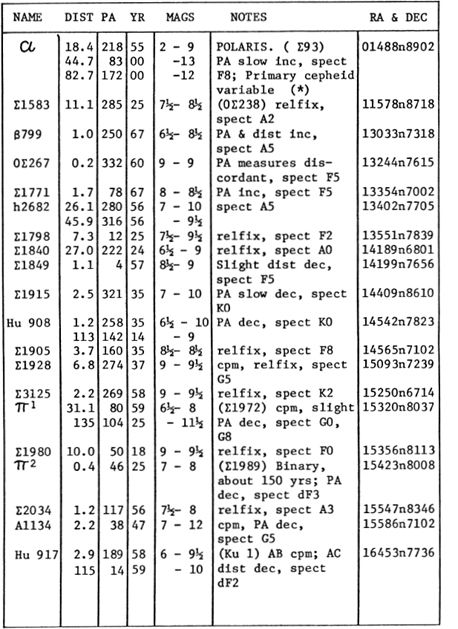 NAME DIST PA YR MAGS NOTES RA & DEC
α 18.4 218 55 2 - 9 POLARIS. ( Σ93) 01488n8902
44.7 83 00 -13 PA slow inc, spect
82.7 172 00 -12 F8; Primary cepheid
variable (*)
Σ1583 11.1 285 25 7½- 8½ (OΣ238) relfix, 11578n8718
spect A2
β799 1.0 250 67 6½- 8½ PA & dist inc, 13033n7318
spect A5
OΣ267 0.2 332 60 9 - 9 PA measures dis- 13244n7615
cordant, spect F5
Σ1771 1.7 78 67 8 - 8½ PA inc, spect F5 13354n7002
h2682 26.1 280 56 7 - 10 spect A5 13402n7705
45.9 316 56 - 9½
Σ1798 7.3 12 25 7½- 9½ relfix, spect F2 13551n7839
Σ1840 27.0 222 24 6½ - 9 relfix, spect A0 14189n6801
Σ1849 1.1 4 57 8½- 9 Slight dist dec, 14199n7656
spect F5
Σ1915 2.5 321 35 7 - 10 PA slow dec, spect 14409n8610
K0
Hu 908 1.2 258 35 6½ - 10 PA dec, spect K0 14542n7823
113 142 14 - 9
Σ1905 3.7 160 35 8½- 8½ relfix, spect F8 14565n7102
Σ1928 6.8 274 37 9 - 9½ cpm, relfix, spect 15093n7239
G5
Σ3125 2.2 269 58 9 - 9½ relfix, spect K2 15250n6714
π¹ 31.1 80 59 6½- 8 (Σ1972) cpm, slight 15320n8037
135 104 25 - 11½ PA dec, spect G0,
G8
Σ1980 10.0 50 18 9 - 9½ relfix, spect F0 15356n8113
π² 0.4 46 25 7 - 8 (Σ1989) Binary, 15423n8008
about 150 yrs; PA
dec, spect dF3
Σ2034 1.2 117 56 7½- 8 relfix, spect A3 15547n8346
A1134 2.2 38 47 7 - 12 cpm, PA dec, 15586n7102
spect G5
Hu 917 2.9 189 58 6 - 9½ (Ku 1) AB cpm; AC 16453n7736
115 14 59 - 10 dist dec, spect
dF2